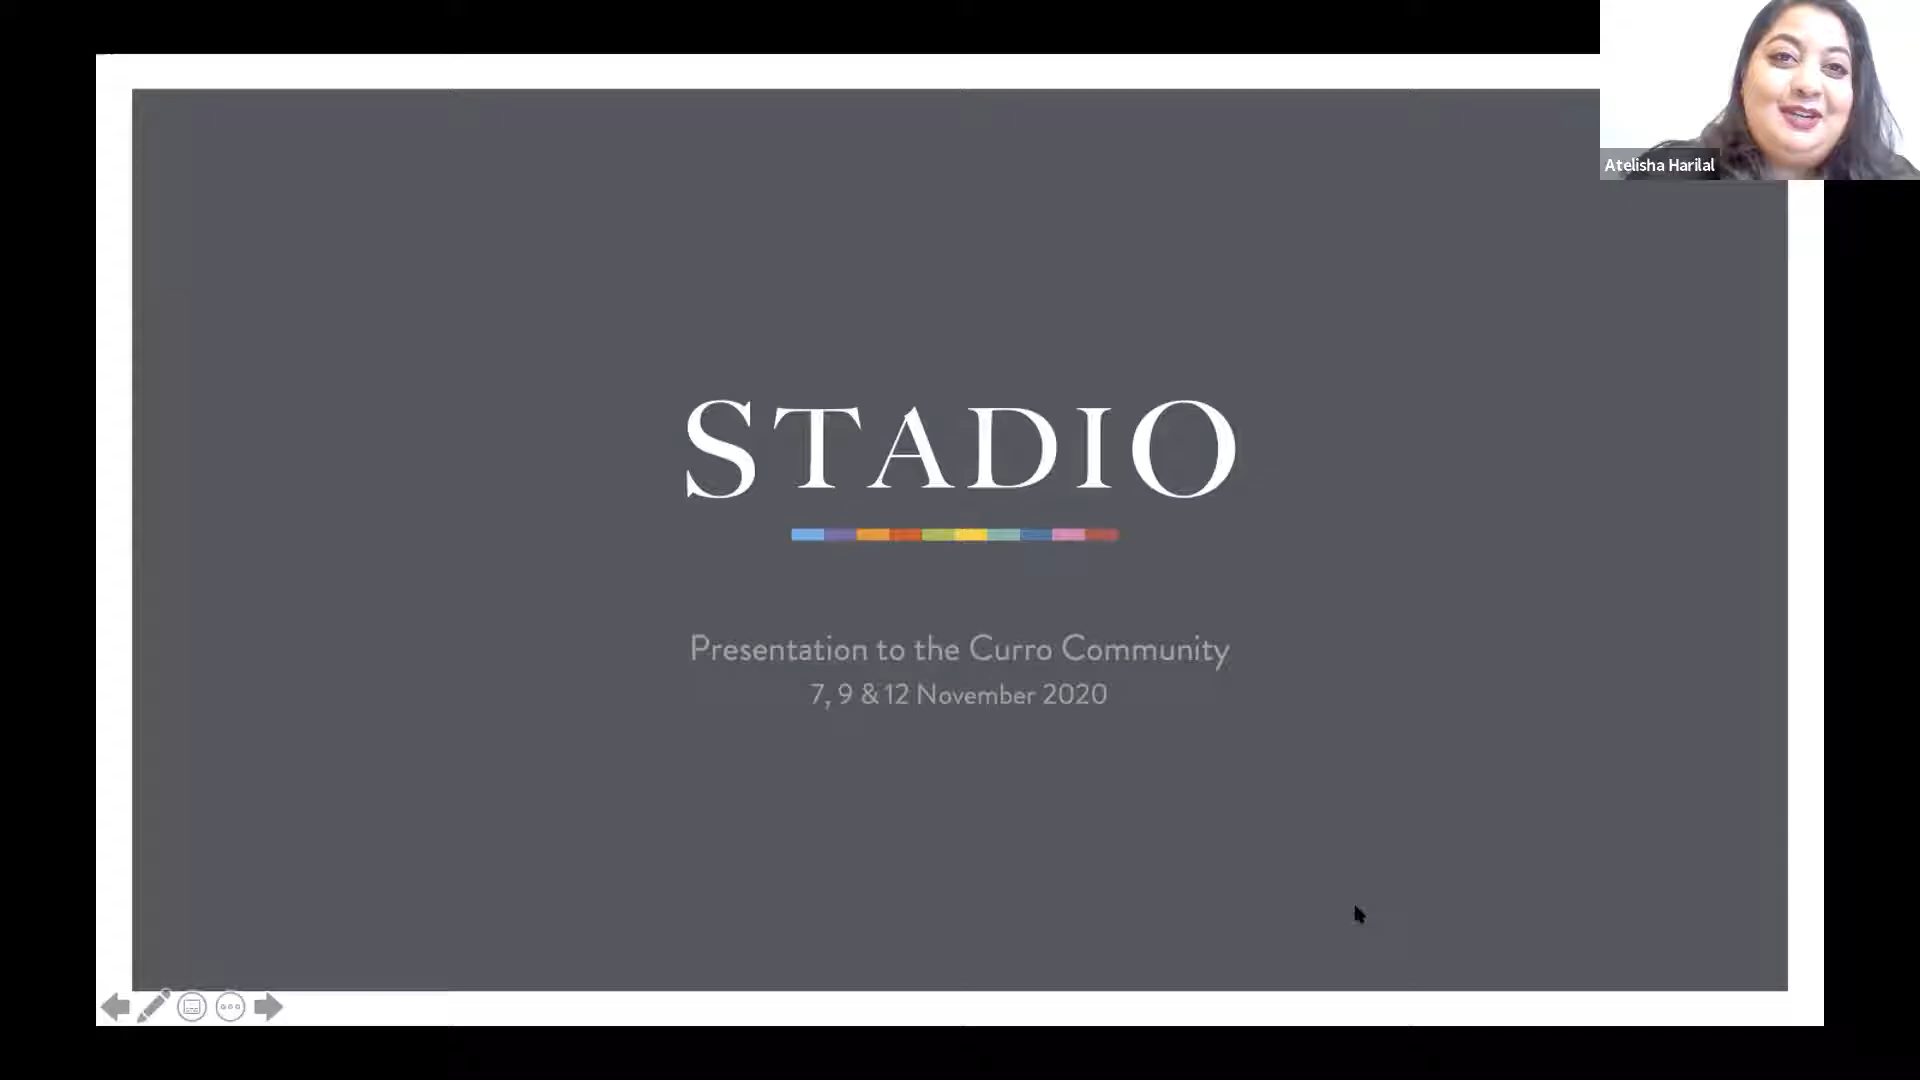 Atelisha Harilal
STADIO
Presentation to the Curro Community
7, 9 & 12 November 2020